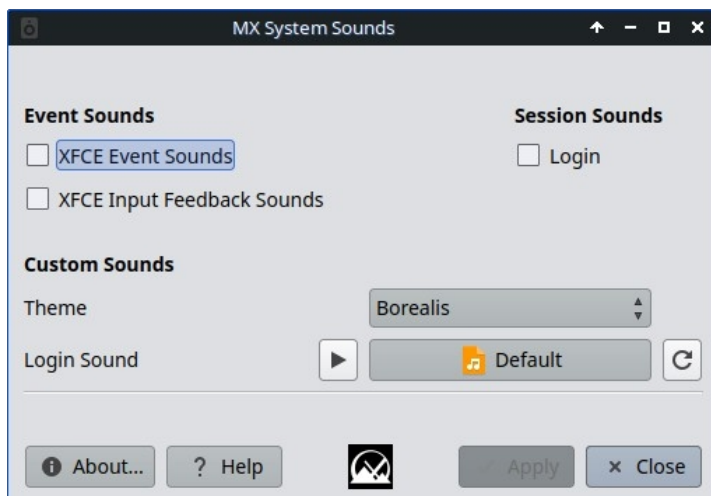 MX System Sounds
Event Sounds
Session Sounds
XFCE Event Sounds
Login
XFCE Input Feedback Sounds
Custom Sounds
Theme
Borealis
Login Sound
Default
About...
? Help
Apply
Close